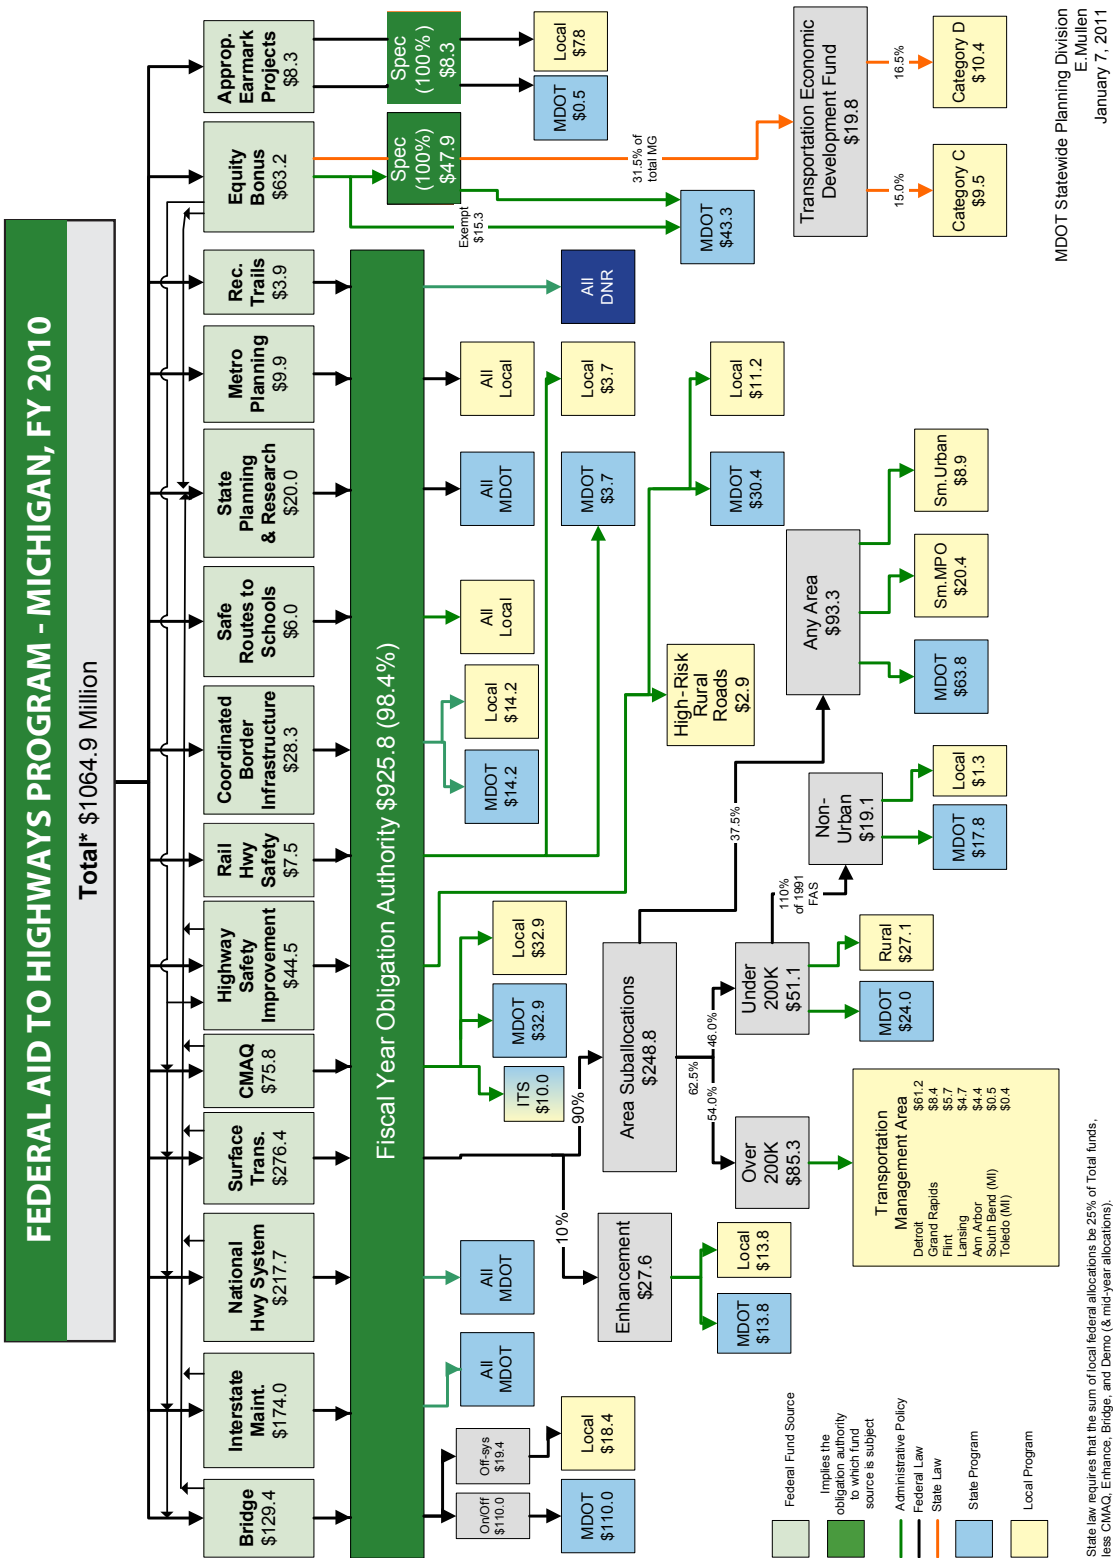 FEDERAL AID TO HIGHWAYS PROGRAM - MICHIGAN, FY 2010
Total* $1064.9 Million
Bridge
$129.4
Interstate
Maint.
$174.0
National
Hwy System
$217.7
Surface
Trans.
$276.4
CMAQ
$75.8
Highway
Safety
Improvement
$44.5
Rail
Hwy
Safety
$7.5
Coordinated
Border
Infrastructure
$28.3
Safe
Routes to
Schools
$6.0
State
Planning
& Research
$20.0
Metro
Planning
$9.9
Rec.
Trails
$3.9
Equity
Bonus
$63.2
Approp.
Earmark
Projects
$8.3
Fiscal Year Obligation Authority $925.8 (98.4%)
Spec
(100%)
$47.9
Spec
(100%)
$8.3
On/Off
$110.0
Off-sys
$19.4
All
MDOT
All
MDOT
ITS
$10.0
MDOT
$32.9
Local
$32.9
MDOT
$14.2
Local
$14.2
All
Local
All
MDOT
All
Local
Exempt
$15.3
MDOT
$0.5
Local
$7.8
MDOT
$110.0
Local
$18.4
10%
90%
MDOT
$3.7
Local
$3.7
All
DNR
31.5% of
total MG
Enhancement
$27.6
Area Suballocations
$248.8
High-Risk
Rural
Roads
$2.9
MDOT
$30.4
Local
$11.2
MDOT
$43.3
MDOT
$13.8
Local
$13.8
62.5%
54.0%
46.0%
37.5%
Over
200K
$85.3
Under
200K
$51.1
110%
of 1991
FAS
Non-
Urban
$19.1
Any Area
$93.3
Transportation Economic
Development Fund
$19.8
15.0%
16.5%
Transportation
Management Area
Detroit $61.2
Grand Rapids $8.4
Flint $5.7
Lansing $4.7
Ann Arbor $4.4
South Bend (MI) $0.5
Toledo (MI) $0.4
MDOT
$24.0
Rural
$27.1
MDOT
$17.8
Local
$1.3
MDOT
$63.8
Sm.MPO
$20.4
Sm.Urban
$8.9
Category C
$9.5
Category D
$10.4
Federal Fund Source
Implies the
obligation authority
to which fund
source is subject
Administrative Policy
Federal Law
State Law
State Program
Local Program
State law requires that the sum of local federal allocations be 25% of Total funds,
less CMAQ, Enhance, Bridge, and Demo (& mid-year allocations).
MDOT Statewide Planning Division
E.Mullen
January 7, 2011